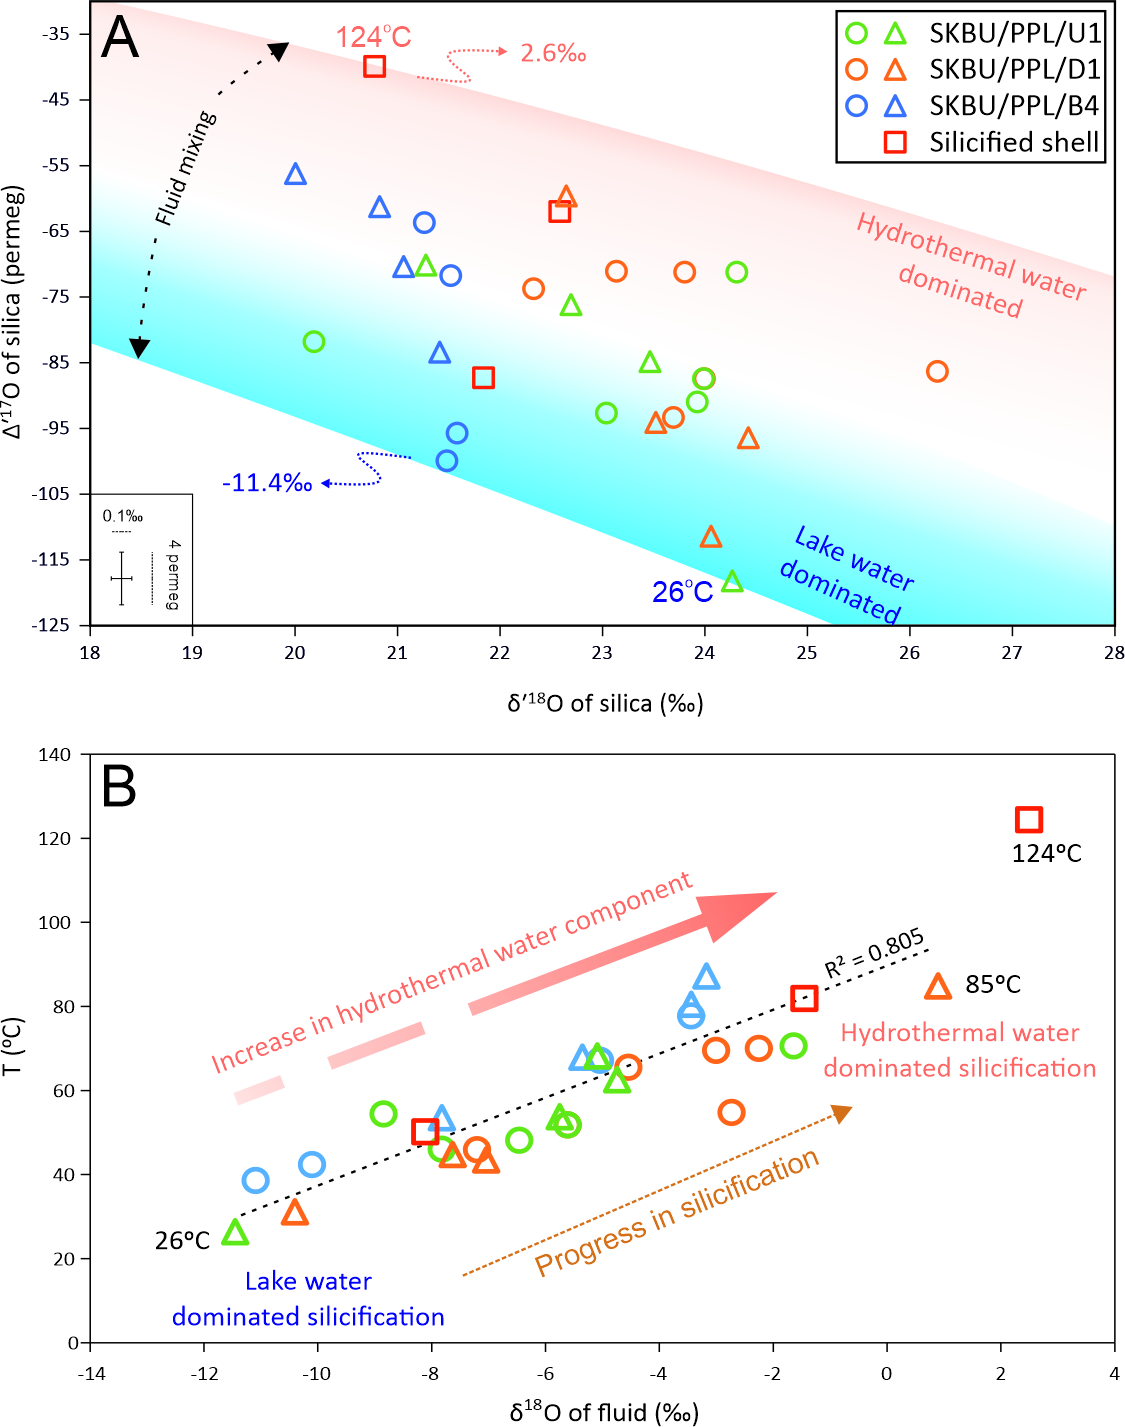 A
-35
-45
-55
-65
-75
-85
-95
-105
-115
-125
Δ′¹⁷O of silica (permeg)
124°C
2.6‰
SKBU/PPL/U1
SKBU/PPL/D1
SKBU/PPL/B4
Silicified shell
Fluid mixing
Hydrothermal water
dominated
-11.4‰
0.1‰
4 permeg
26°C
Lake water
dominated
18 19 20 21 22 23 24 25 26 27 28
δ′¹⁸O of silica (‰)
B
140
120
100
80
60
40
20
0
T (°C)
124°C
Increase in hydrothermal water component
R² = 0.805
85°C
Hydrothermal water
dominated silicification
Progress in silicification
26°C
Lake water
dominated silicification
-14 -12 -10 -8 -6 -4 -2 0 2 4
δ¹⁸O of fluid (‰)